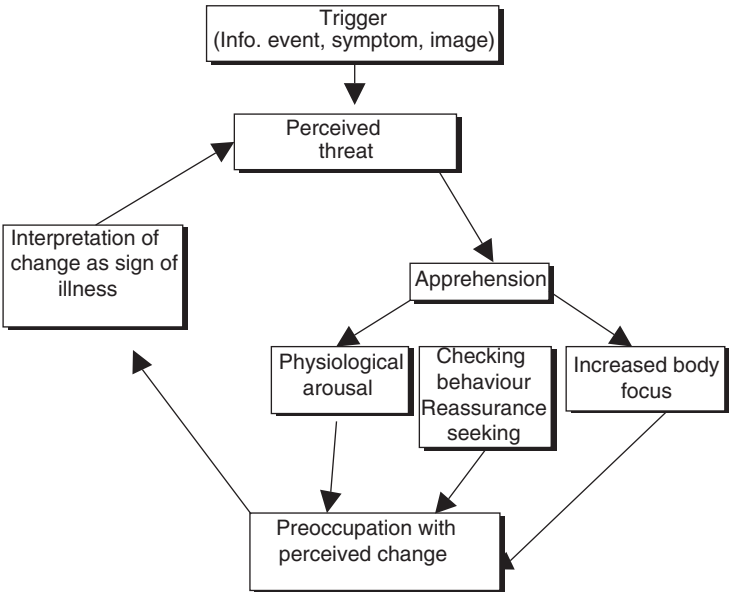 Trigger
(Info. event, symptom, image)
Perceived
threat
Interpretation of
change as sign of
illness
Apprehension
Physiological
arousal
Checking
behaviour
Reassurance
seeking
Increased body
focus
Preoccupation with
perceived change